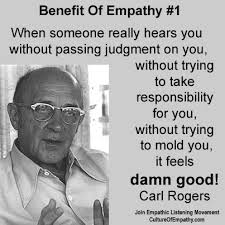 Benefit Of Empathy #1
When someone really hears you
without passing judgment on you,
without trying
to take
responsibility
for you,
without trying
to mold you,
it feels
damn good!
Carl Rogers
Join Empathic Listening Movement
CultureOfEmpathy.com